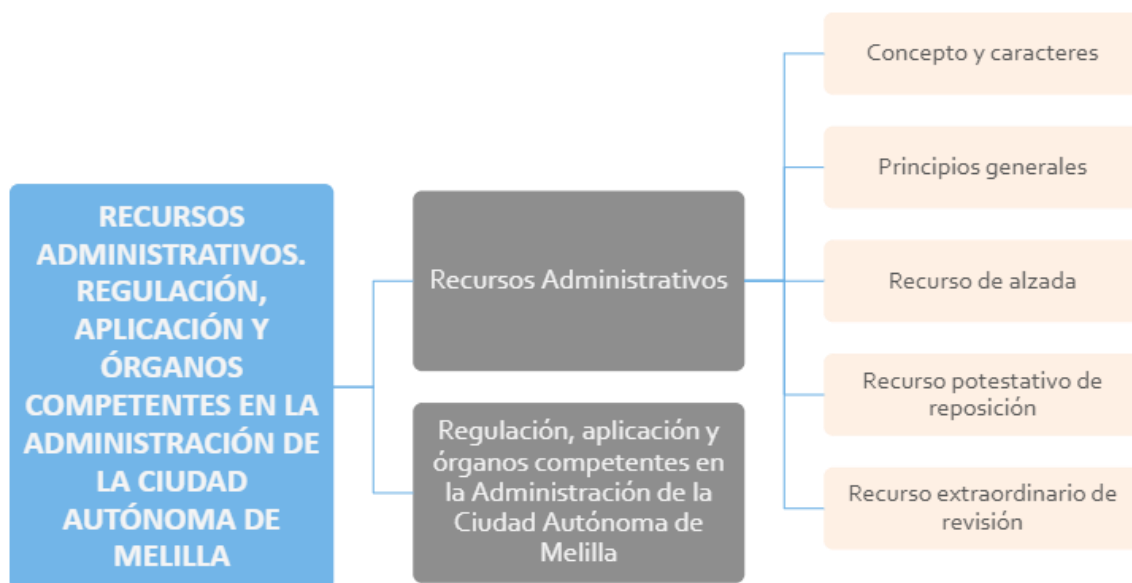 RECURSOS
ADMINISTRATIVOS.
REGULACIÓN,
APLICACIÓN Y
ÓRGANOS
COMPETENTES EN LA
ADMINISTRACIÓN DE
LA CIUDAD
AUTÓNOMA DE
MELILLA
Recursos Administrativos
Regulación, aplicación y
órganos competentes en
la Administración de la
Ciudad Autónoma de
Melilla
Concepto y caracteres
Principios generales
Recurso de alzada
Recurso potestativo de
reposición
Recurso extraordinario de
revisión